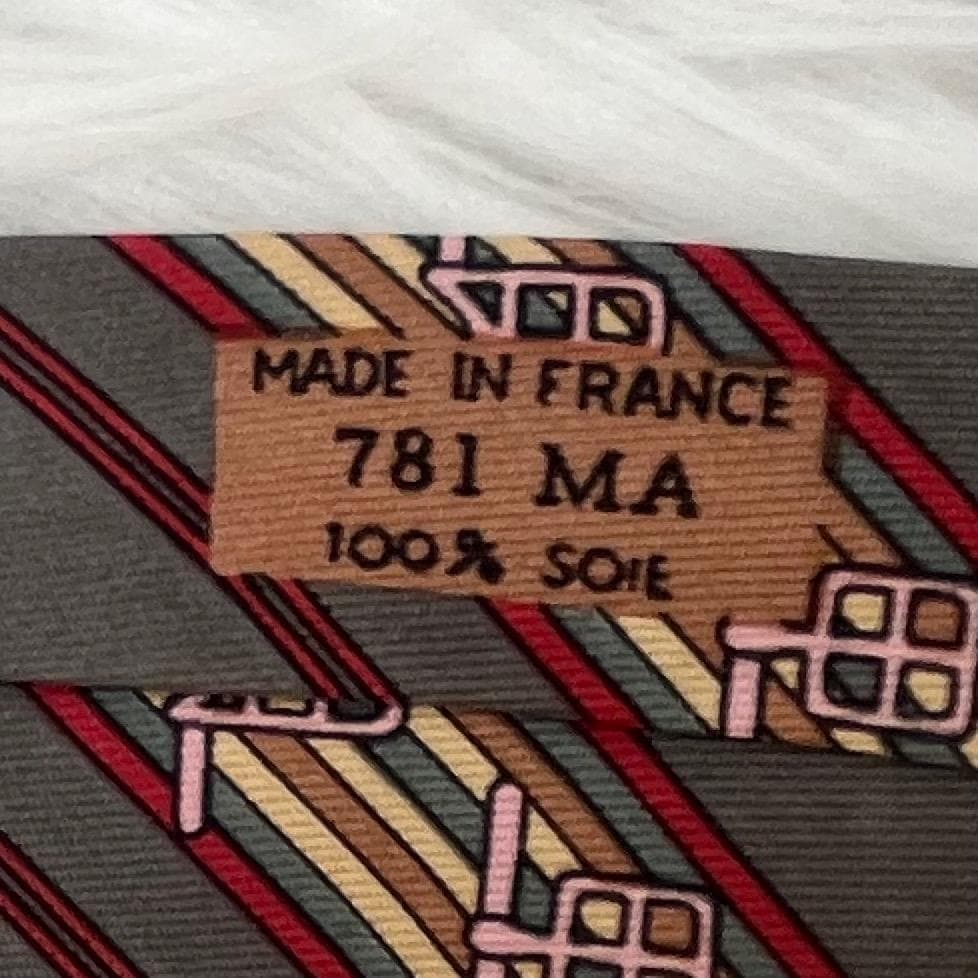 MADE IN FRANCE
781 MA
100% SOIE